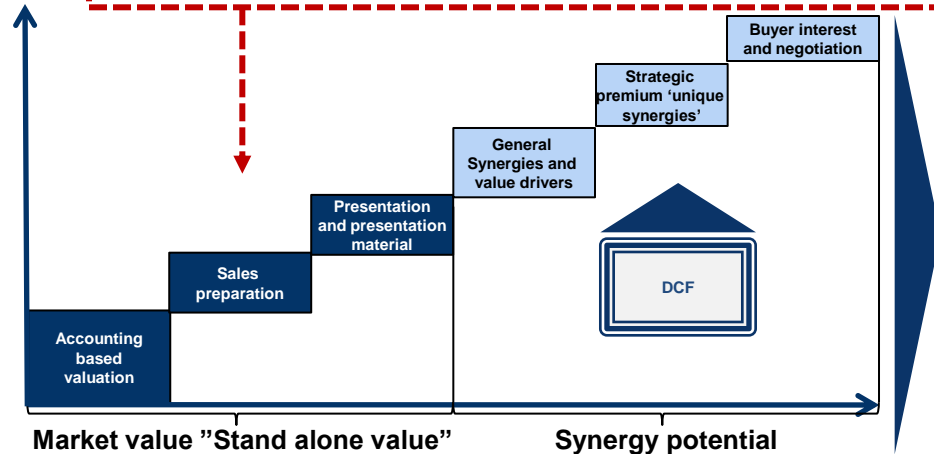 Buyer interest
and negotiation
Strategic
premium ‘unique
synergies’
General
Synergies and
value drivers
Presentation
and presentation
material
Sales
preparation
DCF
Accounting
based
valuation
Market value ”Stand alone value”
Synergy potential